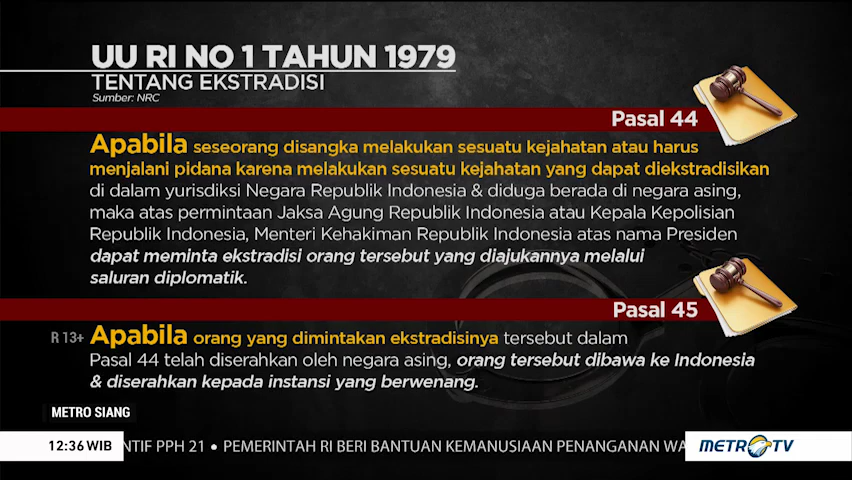 UU RI NO 1 TAHUN 1979
TENTANG EKSTRADISI
Sumber: NRC
Pasal 44
Apabila seseorang disangka melakukan sesuatu kejahatan atau harus
menjalani pidana karena melakukan sesuatu kejahatan yang dapat diekstradisikan
di dalam yurisdiksi Negara Republik Indonesia & diduga berada di negara asing,
maka atas permintaan Jaksa Agung Republik Indonesia atau Kepala Kepolisian
Republik Indonesia, Menteri Kehakiman Republik Indonesia atas nama Presiden
dapat meminta ekstradisi orang tersebut yang diajukannya melalui
saluran diplomatik.
Pasal 45
R 13+
Apabila orang yang dimintakan ekstradisinya tersebut dalam
Pasal 44 telah diserahkan oleh negara asing, orang tersebut dibawa ke Indonesia
& diserahkan kepada instansi yang berwenang.
METRO SIANG
12:36 WIB NTIF PPH 21 • PEMERINTAH RI BERI BANTUAN KEMANUSIAAN PENANGANAN WA METRO TV